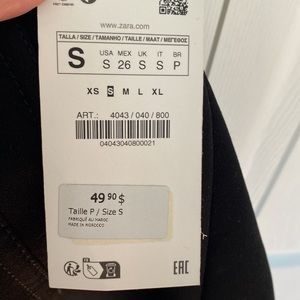 www.zara.com
TALLA / SIZE / TAMANHO / TAILLE / MAAT / ΜΕΓΕΘΟΣ
S
USA MEX UK IT BR
S 26 S S P
XS S M L XL
ART.: 4043 / 040 / 800
04043040800021
49 90 $
Taille P / Size S
FABRIQUÉ AU MAROC
MADE IN MOROCCO
EAC